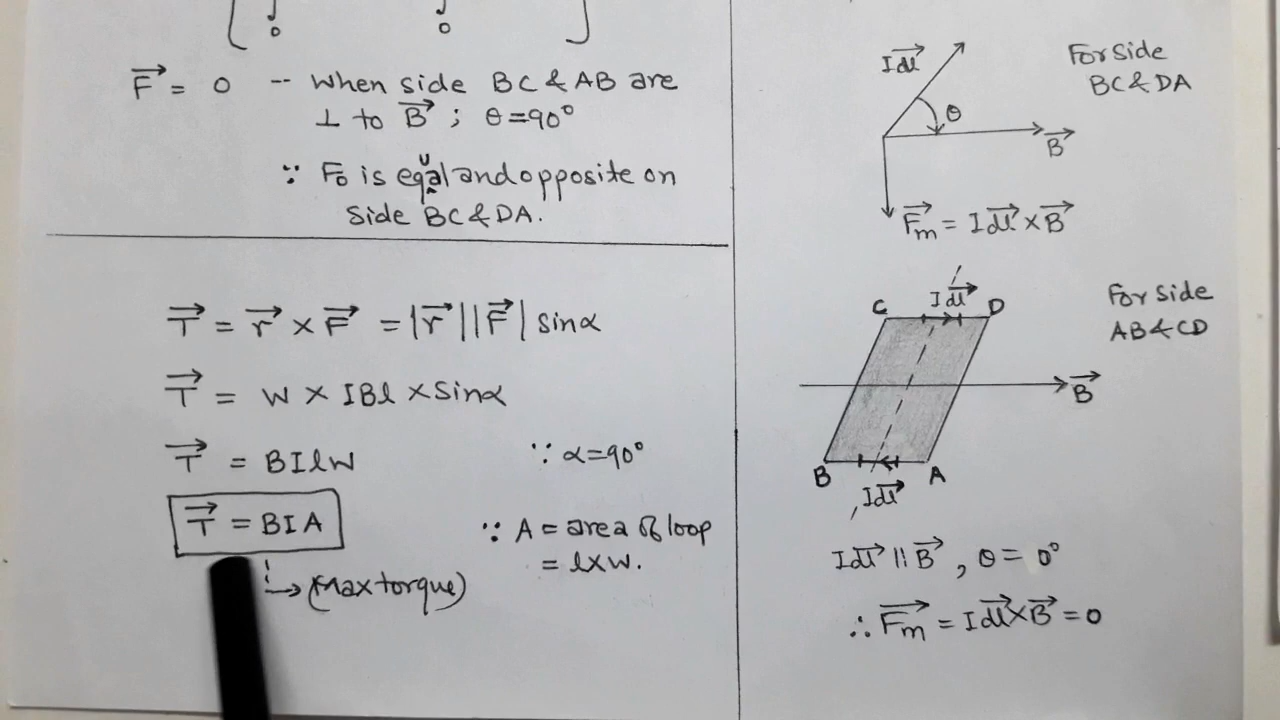 ∫₀ ∫₀
F⃗ = 0 -- When side BC & AB are
⊥ to B⃗ ; θ=90°
∵ F₀ is equal and opposite on
side BC & DA.
T⃗ = r⃗ × F⃗ = |r⃗||F⃗| sinα
T⃗ = W × IBl × Sinα
T⃗ = BIlW ∵ α=90°
T⃗ = BIA ∵ A = area of loop
= l×w.
→ (Max torque)
Idl⃗
For side
BC & DA
θ
B⃗
F⃗m = Idl⃗ × B⃗
For side
AB & CD
C Idl⃗ D
B⃗
B A
Idl⃗
Idl⃗ || B⃗ , θ = 0°
∴ F⃗m = Idl⃗ × B⃗ = 0